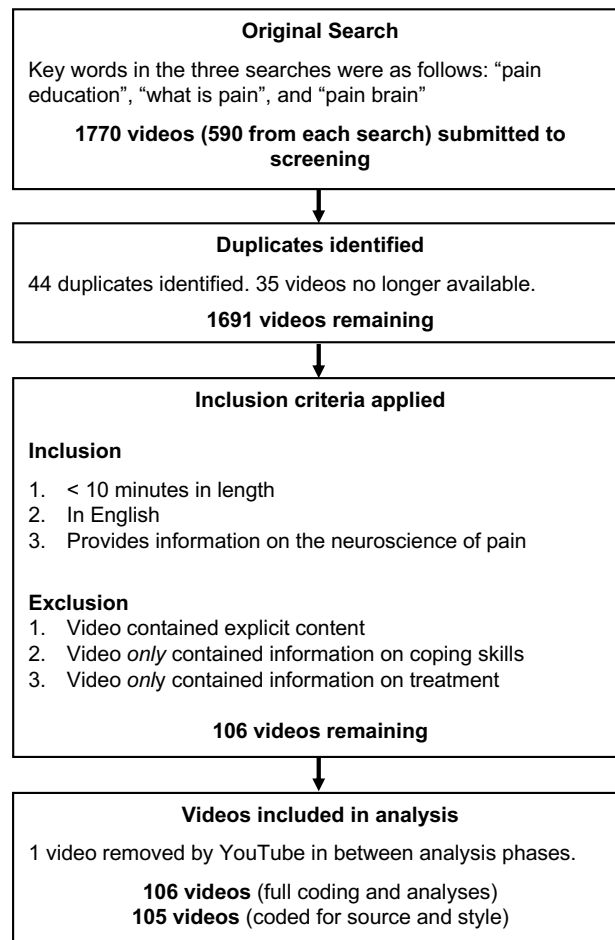 Original Search
Key words in the three searches were as follows: “pain
education”, “what is pain”, and “pain brain”
1770 videos (590 from each search) submitted to
screening
Duplicates identified
44 duplicates identified. 35 videos no longer available.
1691 videos remaining
Inclusion criteria applied
Inclusion
1. < 10 minutes in length
2. In English
3. Provides information on the neuroscience of pain
Exclusion
1. Video contained explicit content
2. Video only contained information on coping skills
3. Video only contained information on treatment
106 videos remaining
Videos included in analysis
1 video removed by YouTube in between analysis phases.
106 videos (full coding and analyses)
105 videos (coded for source and style)